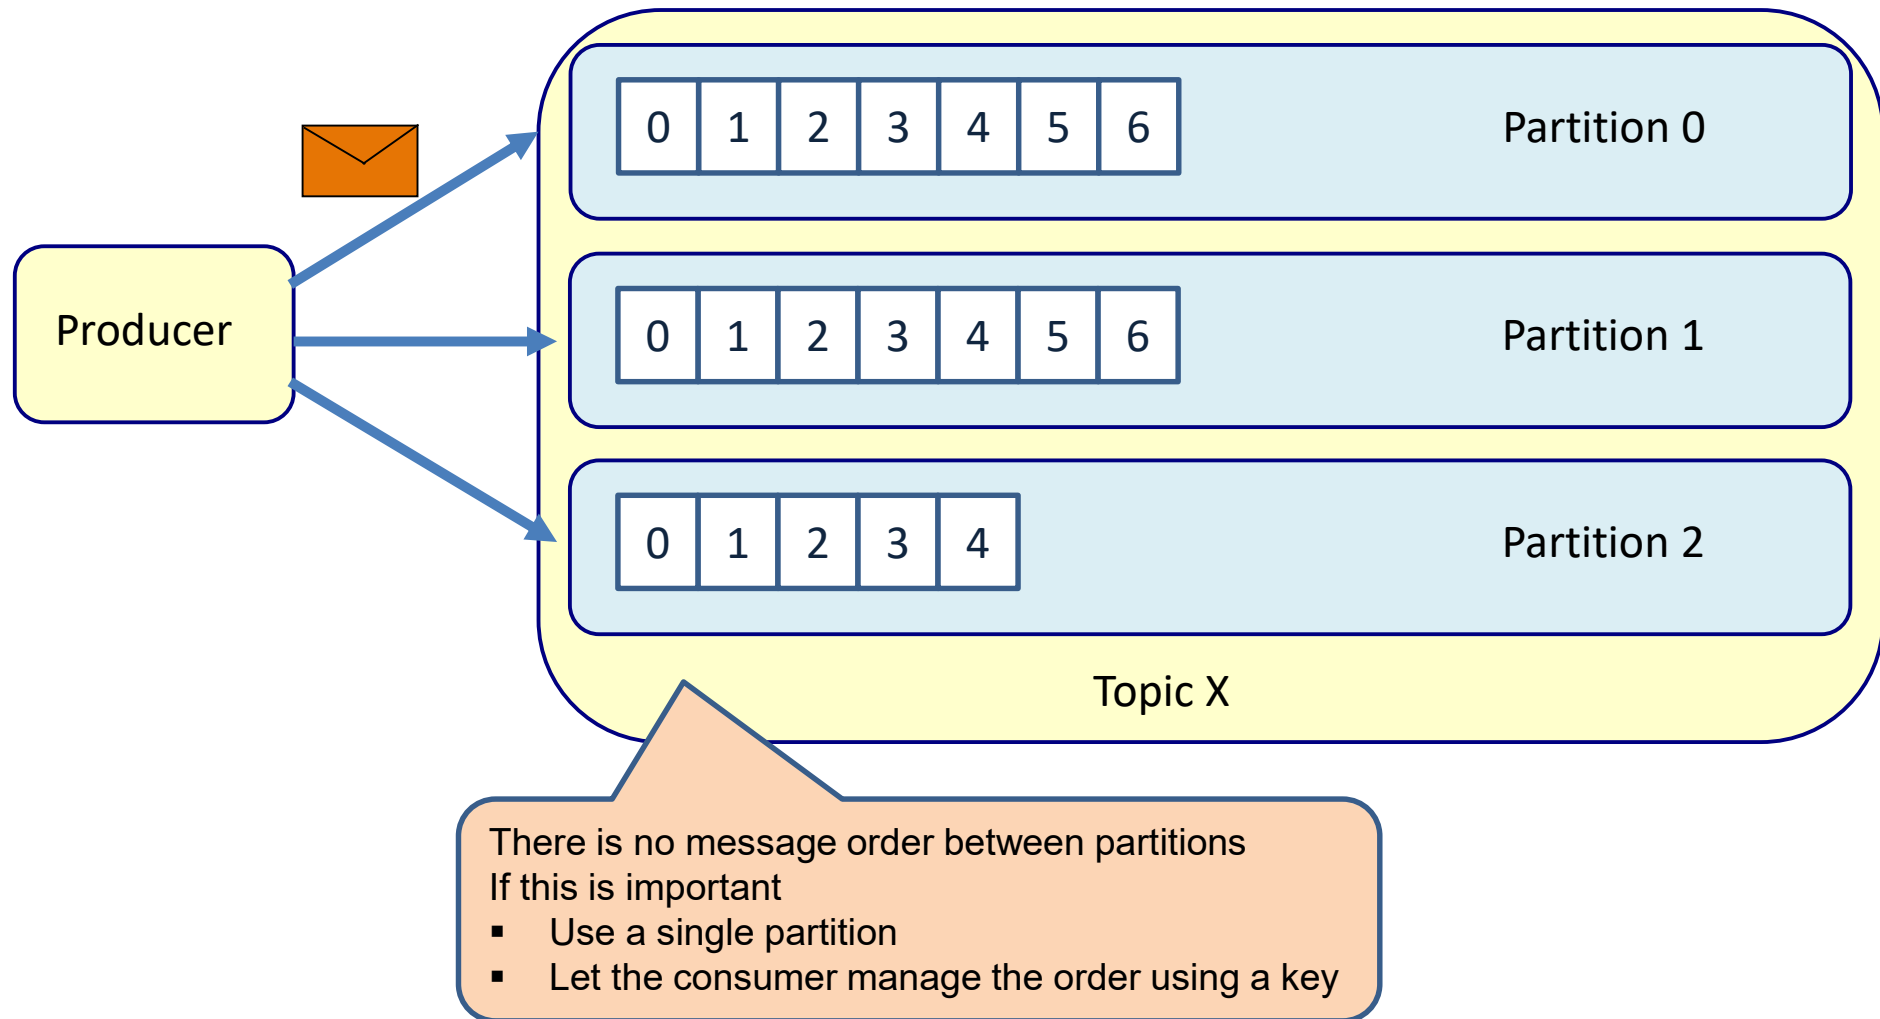 0 1 2 3 4 5 6 Partition 0
Producer
0 1 2 3 4 5 6 Partition 1
0 1 2 3 4 Partition 2
Topic X
There is no message order between partitions
If this is important
▪ Use a single partition
▪ Let the consumer manage the order using a key